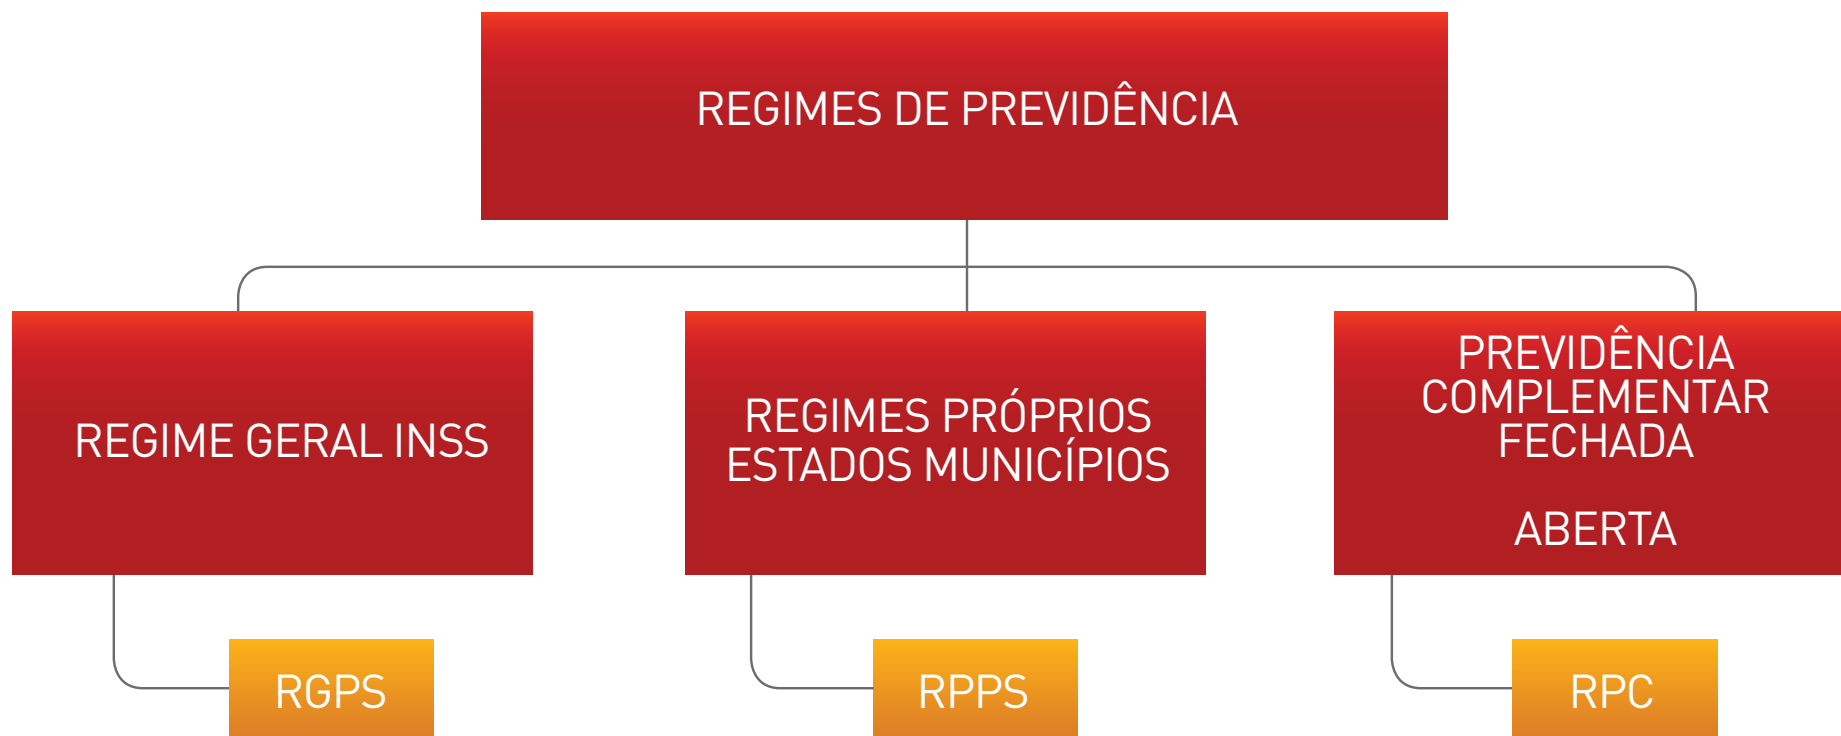 REGIMES DE PREVIDÊNCIA
REGIME GERAL INSS
REGIMES PRÓPRIOS
ESTADOS MUNICÍPIOS
PREVIDÊNCIA
COMPLEMENTAR
FECHADA
ABERTA
RGPS
RPPS
RPC